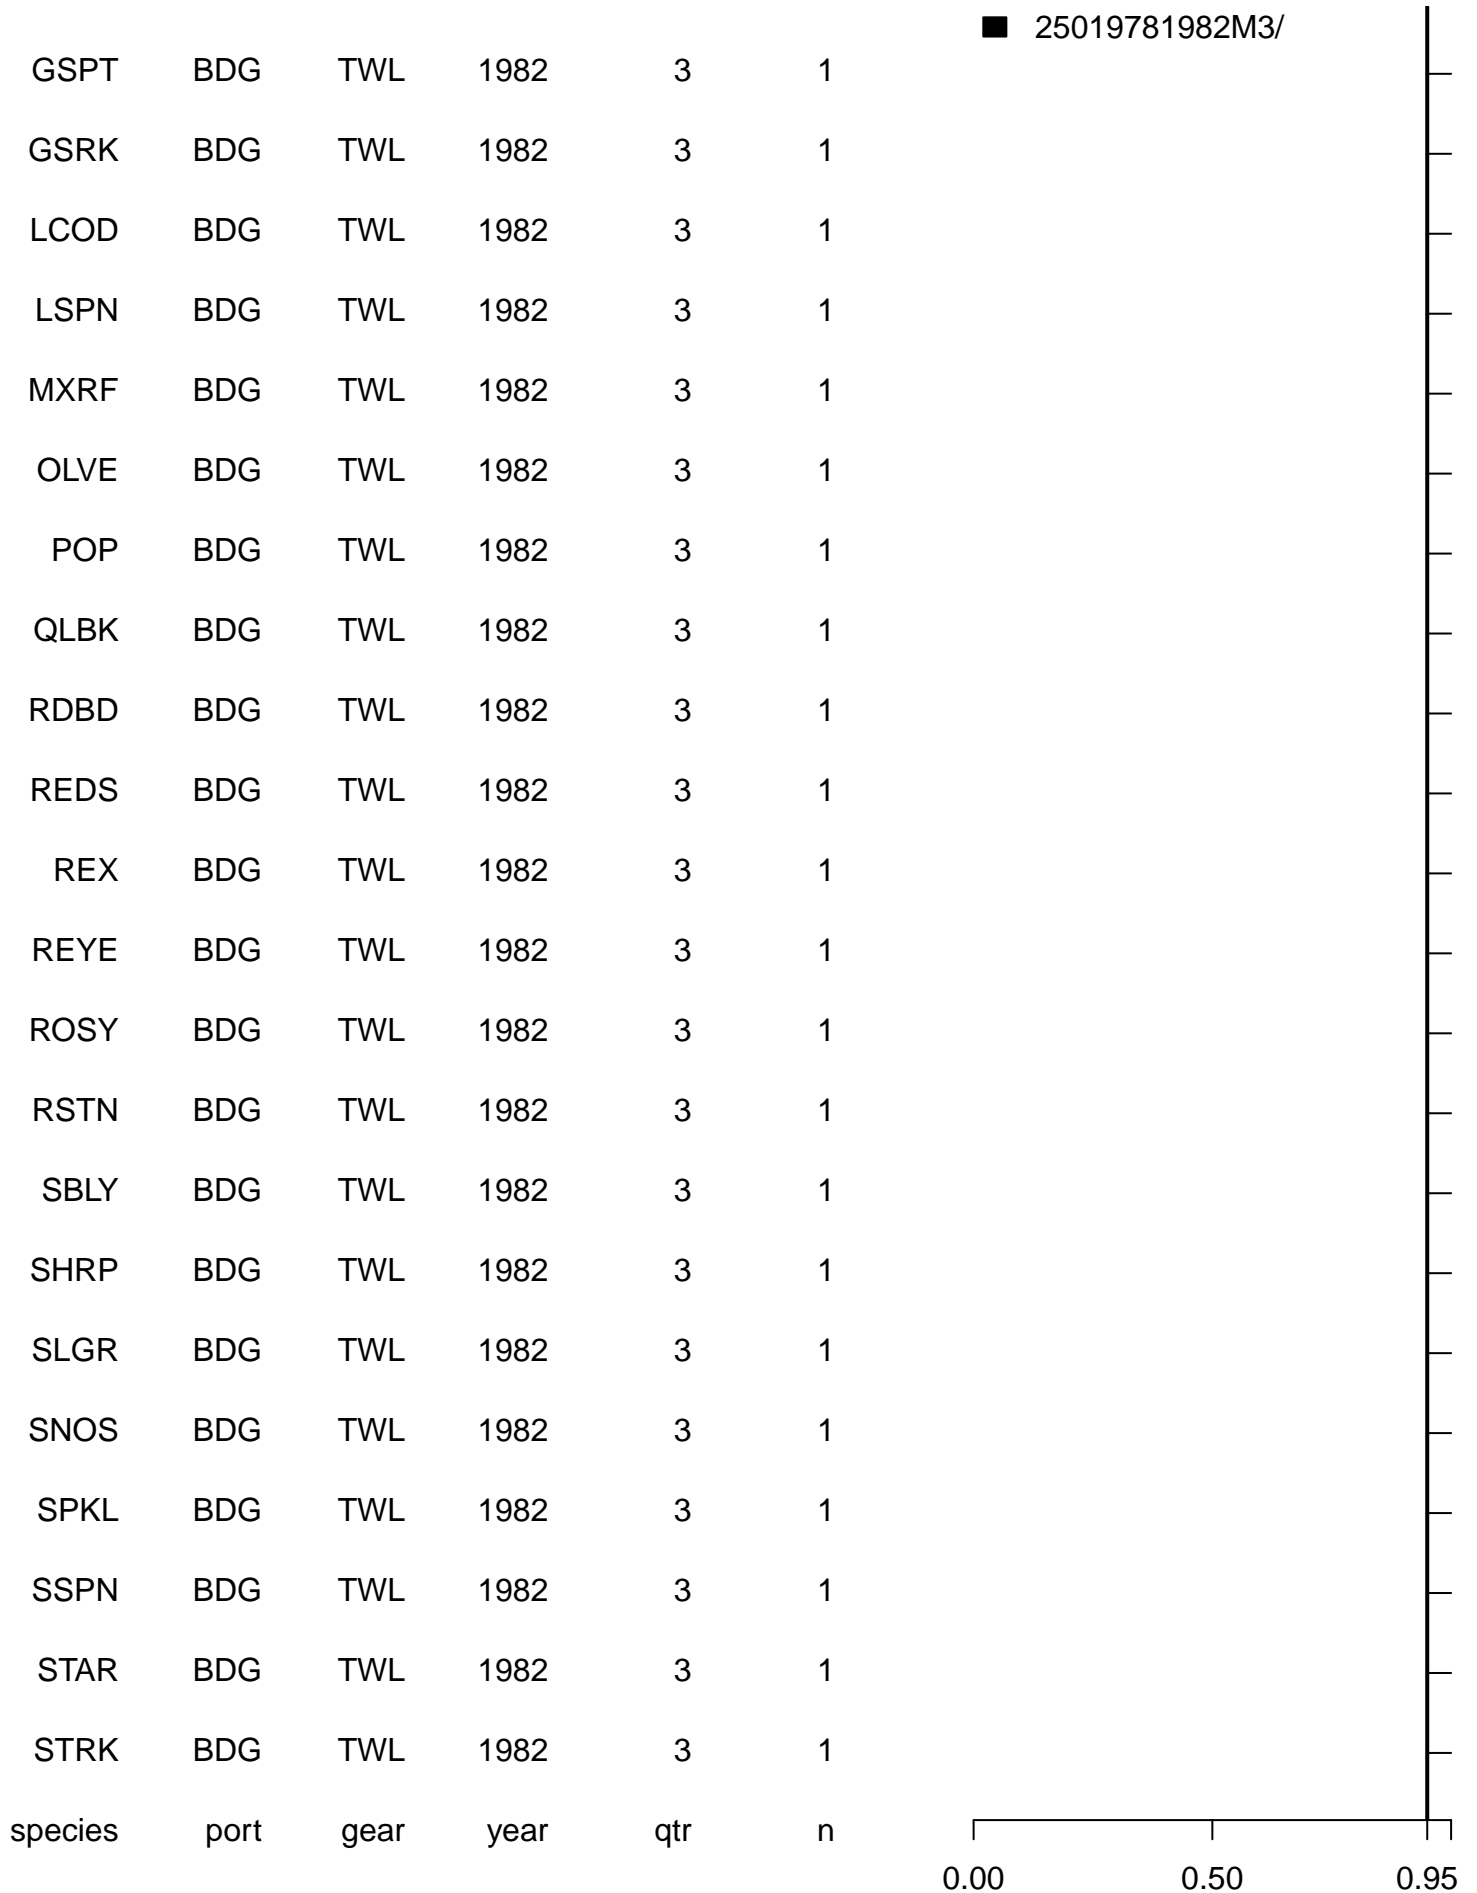 25019781982M3/
GSPT BDG TWL 1982 3 1
GSRK BDG TWL 1982 3 1
LCOD BDG TWL 1982 3 1
LSPN BDG TWL 1982 3 1
MXRF BDG TWL 1982 3 1
OLVE BDG TWL 1982 3 1
POP BDG TWL 1982 3 1
QLBK BDG TWL 1982 3 1
RDBD BDG TWL 1982 3 1
REDS BDG TWL 1982 3 1
REX BDG TWL 1982 3 1
REYE BDG TWL 1982 3 1
ROSY BDG TWL 1982 3 1
RSTN BDG TWL 1982 3 1
SBLY BDG TWL 1982 3 1
SHRP BDG TWL 1982 3 1
SLGR BDG TWL 1982 3 1
SNOS BDG TWL 1982 3 1
SPKL BDG TWL 1982 3 1
SSPN BDG TWL 1982 3 1
STAR BDG TWL 1982 3 1
STRK BDG TWL 1982 3 1
species port gear year qtr n
0.00 0.50 0.95